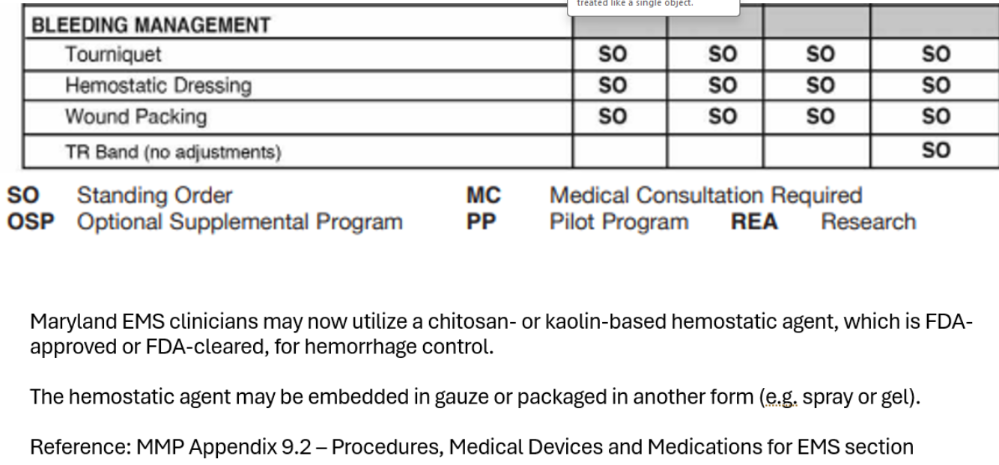 treated like a single object.
BLEEDING MANAGEMENT
Tourniquet SO SO SO SO
Hemostatic Dressing SO SO SO SO
Wound Packing SO SO SO SO
TR Band (no adjustments) SO
SO Standing Order MC Medical Consultation Required
OSP Optional Supplemental Program PP Pilot Program REA Research
Maryland EMS clinicians may now utilize a chitosan- or kaolin-based hemostatic agent, which is FDA-
approved or FDA-cleared, for hemorrhage control.
The hemostatic agent may be embedded in gauze or packaged in another form (e.g. spray or gel).
Reference: MMP Appendix 9.2 – Procedures, Medical Devices and Medications for EMS section